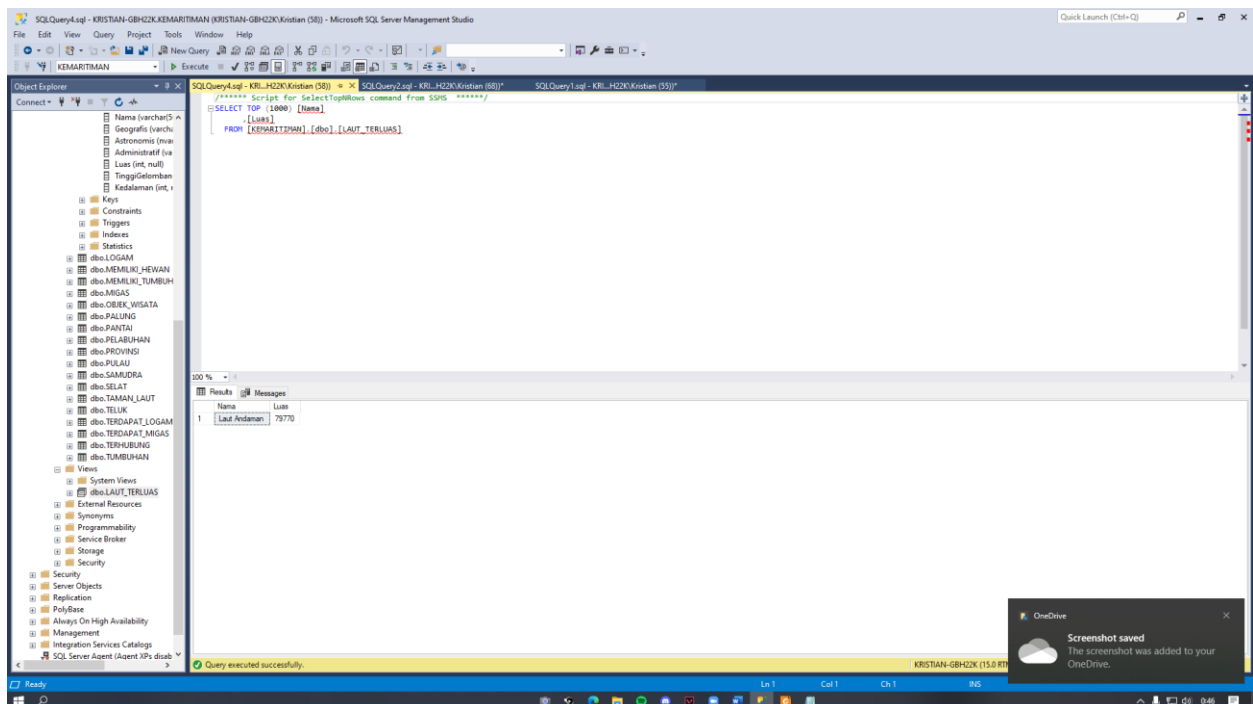 SQLQuery4.sql - KRISTIAN-GBH22K.KEMARITIMAN (KRISTIAN-GBH22K\Kristian (58)) - Microsoft SQL Server Management Studio
Quick Launch (Ctrl+Q)
File Edit View Query Project Tools Window Help
New Query
KEMARITIMAN
Execute
Object Explorer
SQLQuery4.sql - KRI...H22K\Kristian (58))
SQLQuery2.sql - KRI...H22K\Kristian (68))*
SQLQuery1.sql - KRI...H22K\Kristian (55))*
Connect
Nama (varchar(5
Geografis (varcha
Astronomis (nvar
Administratif (va
Luas (int, null)
TinggiGelomban
Kedalaman (int, r
Keys
Constraints
Triggers
Indexes
Statistics
dbo.LOGAM
dbo.MEMILIKI_HEWAN
dbo.MEMILIKI_TUMBUH
dbo.MIGAS
dbo.OBJEK_WISATA
dbo.PALUNG
dbo.PANTAI
dbo.PELABUHAN
dbo.PROVINSI
dbo.PULAU
dbo.SAMUDRA
dbo.SELAT
dbo.TAMAN_LAUT
dbo.TELUK
dbo.TERDAPAT_LOGAM
dbo.TERDAPAT_MIGAS
dbo.TERHUBUNG
dbo.TUMBUHAN
Views
System Views
dbo.LAUT_TERLUAS
External Resources
Synonyms
Programmability
Service Broker
Storage
Security
Security
Server Objects
Replication
PolyBase
Always On High Availability
Management
Integration Services Catalogs
SQL Server Agent (Agent XPs disab
/****** Script for SelectTopNRows command from SSMS ******/
SELECT TOP (1000) [Nama]
,[Luas]
FROM [KEMARITIMAN].[dbo].[LAUT_TERLUAS]
100 %
Results Messages
Nama Luas
1 Laut Andaman 79770
Query executed successfully.
KRISTIAN-GBH22K (15.0 RTM
OneDrive
Screenshot saved
The screenshot was added to your
OneDrive.
Ready
Ln 1 Col 1 Ch 1 INS
0:46